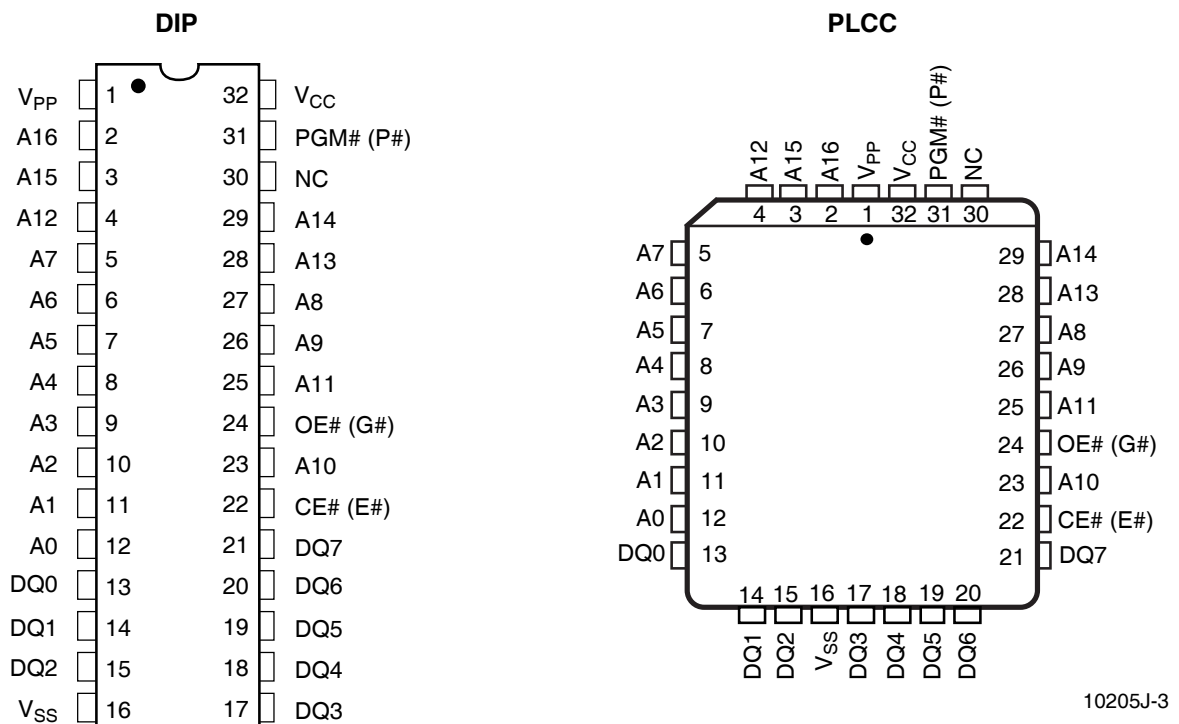 DIP
VPP 1 32 VCC
A16 2 31 PGM# (P#)
A15 3 30 NC
A12 4 29 A14
A7 5 28 A13
A6 6 27 A8
A5 7 26 A9
A4 8 25 A11
A3 9 24 OE# (G#)
A2 10 23 A10
A1 11 22 CE# (E#)
A0 12 21 DQ7
DQ0 13 20 DQ6
DQ1 14 19 DQ5
DQ2 15 18 DQ4
VSS 16 17 DQ3
PLCC
A12 A15 A16 VPP VCC PGM# (P#) NC
4 3 2 1 32 31 30
A7 5 29 A14
A6 6 28 A13
A5 7 27 A8
A4 8 26 A9
A3 9 25 A11
A2 10 24 OE# (G#)
A1 11 23 A10
A0 12 22 CE# (E#)
DQ0 13 21 DQ7
14 15 16 17 18 19 20
DQ1 DQ2 VSS DQ3 DQ4 DQ5 DQ6
10205J-3